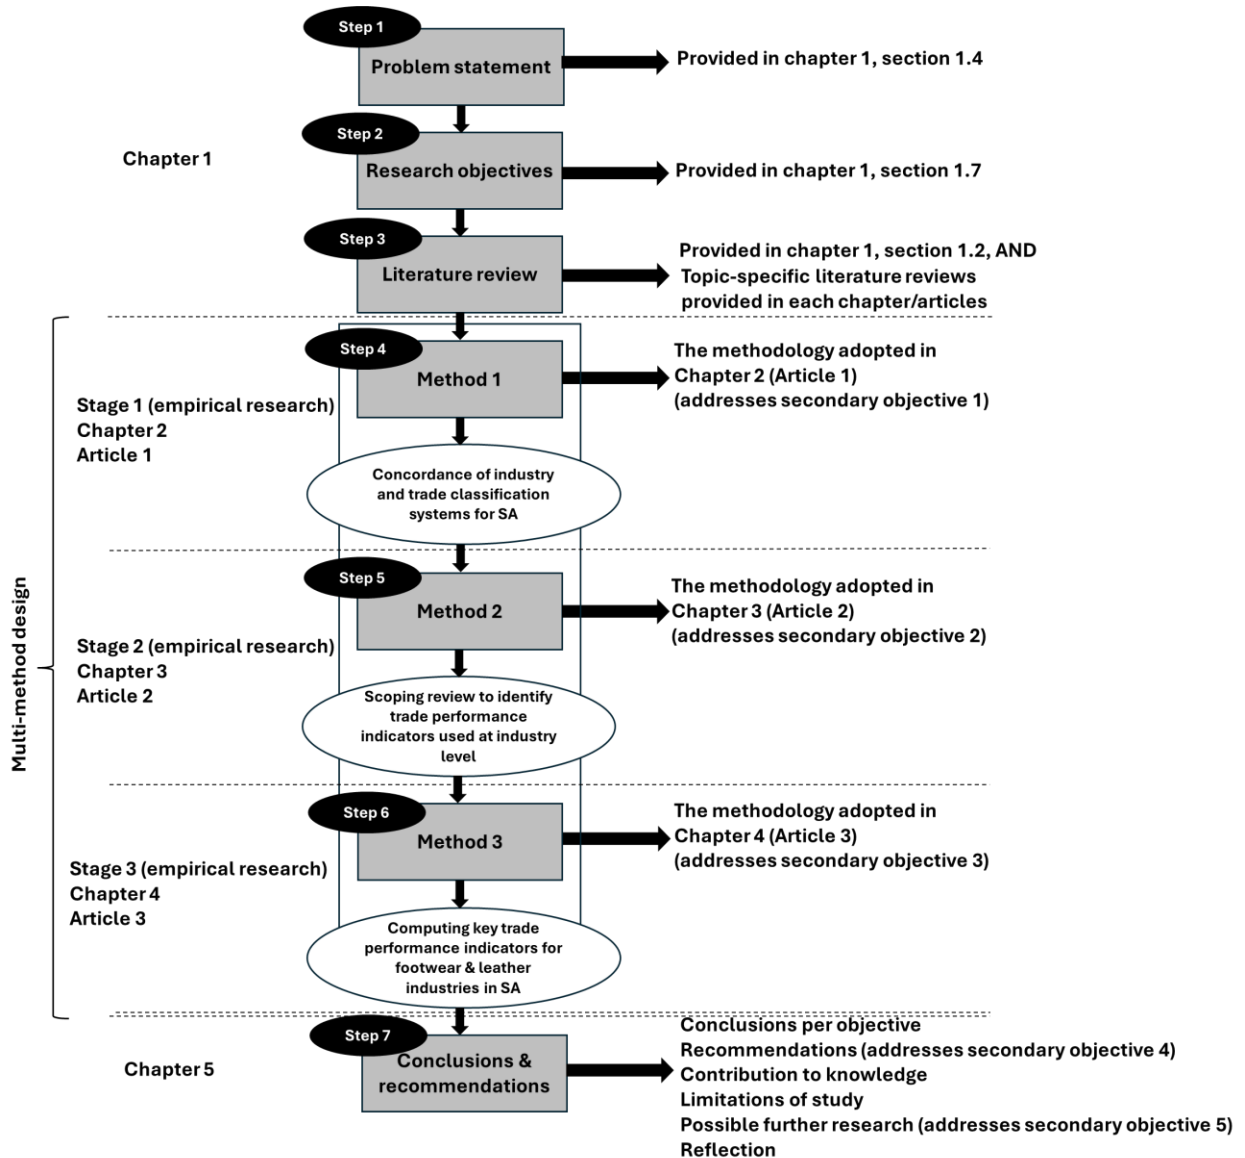 Step 1
Problem statement
Provided in chapter 1, section 1.4
Chapter 1
Step 2
Research objectives
Provided in chapter 1, section 1.7
Step 3
Literature review
Provided in chapter 1, section 1.2, AND
Topic-specific literature reviews
provided in each chapter/articles
Multi-method design
Stage 1 (empirical research)
Chapter 2
Article 1
Step 4
Method 1
The methodology adopted in
Chapter 2 (Article 1)
(addresses secondary objective 1)
Concordance of industry
and trade classification
systems for SA
Stage 2 (empirical research)
Chapter 3
Article 2
Step 5
Method 2
The methodology adopted in
Chapter 3 (Article 2)
(addresses secondary objective 2)
Scoping review to identify
trade performance
indicators used at industry
level
Stage 3 (empirical research)
Chapter 4
Article 3
Step 6
Method 3
The methodology adopted in
Chapter 4 (Article 3)
(addresses secondary objective 3)
Computing key trade
performance indicators for
footwear & leather
industries in SA
Chapter 5
Step 7
Conclusions &
recommendations
Conclusions per objective
Recommendations (addresses secondary objective 4)
Contribution to knowledge
Limitations of study
Possible further research (addresses secondary objective 5)
Reflection